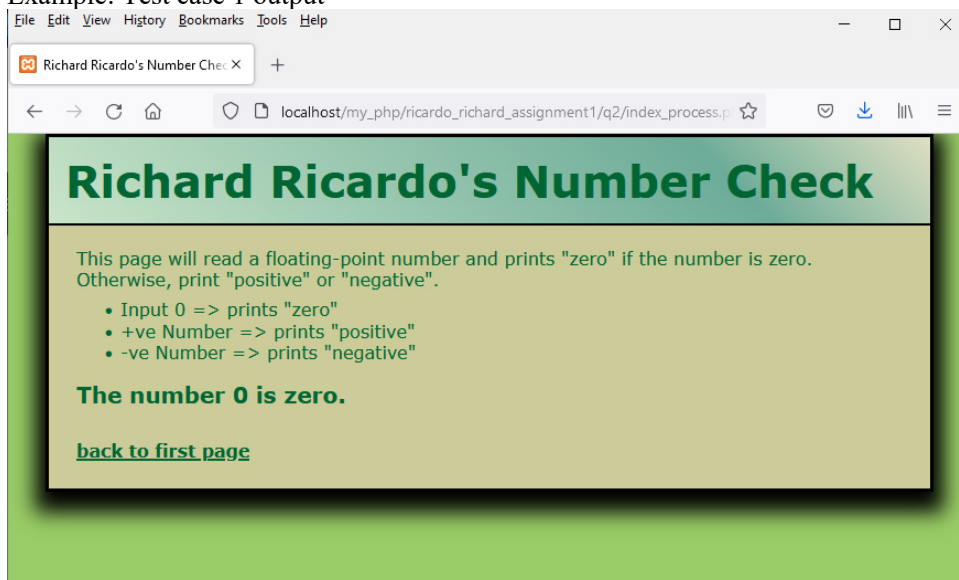 Example: Test case 1 output
File Edit View History Bookmarks Tools Help
Richard Ricardo's Number Chec
localhost/my_php/ricardo_richard_assignment1/q2/index_process.p
Richard Ricardo's Number Check
This page will read a floating-point number and prints "zero" if the number is zero.
Otherwise, print "positive" or "negative".
• Input 0 => prints "zero"
• +ve Number => prints "positive"
• -ve Number => prints "negative"
The number 0 is zero.
back to first page